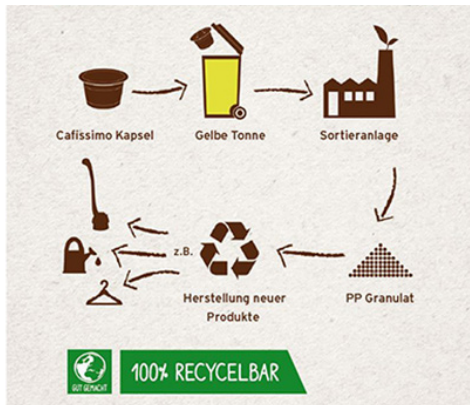 Cafissimo Kapsel
Gelbe Tonne
Sortieranlage
z.B.
Herstellung neuer
Produkte
PP Granulat
GUT GEMACHT
100% RECYCELBAR